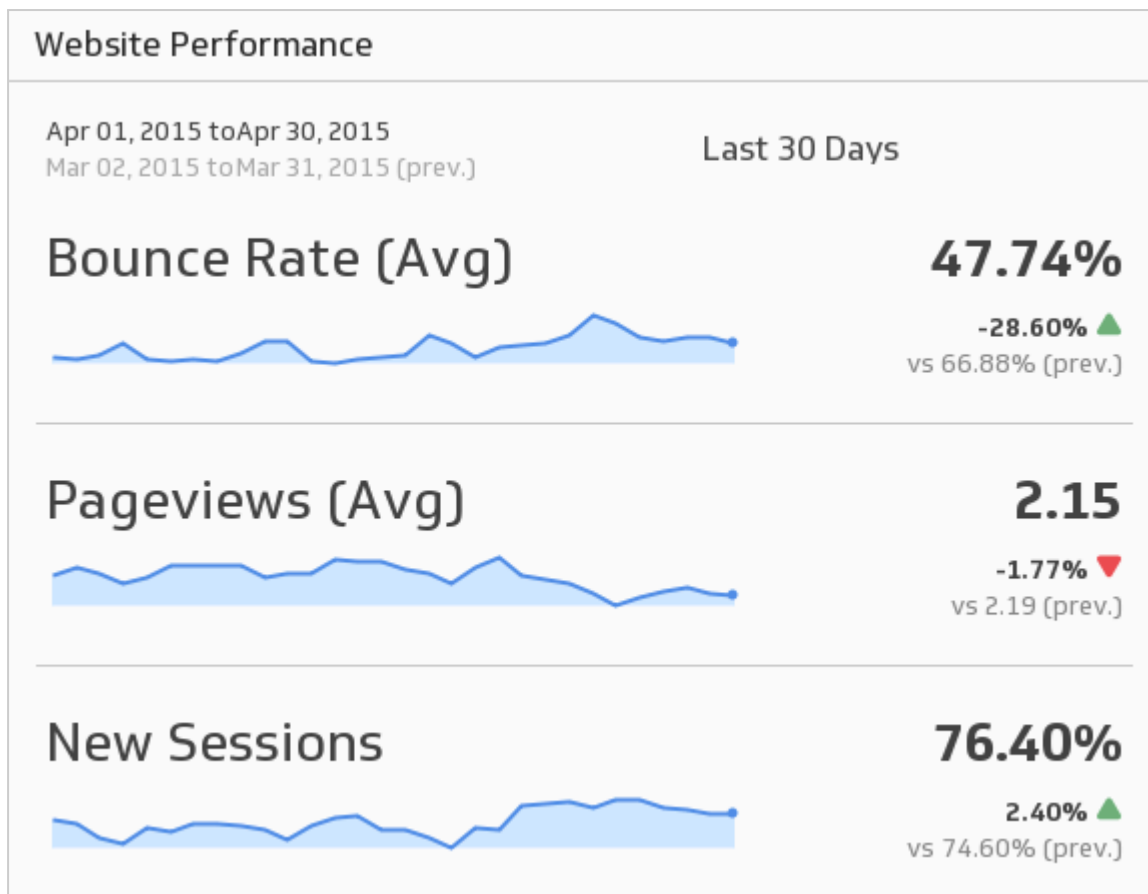 Website Performance
Apr 01, 2015 toApr 30, 2015
Mar 02, 2015 toMar 31, 2015 (prev.)
Last 30 Days
Bounce Rate (Avg)
47.74%
-28.60%
vs 66.88% (prev.)
Pageviews (Avg)
2.15
-1.77%
vs 2.19 (prev.)
New Sessions
76.40%
2.40%
vs 74.60% (prev.)